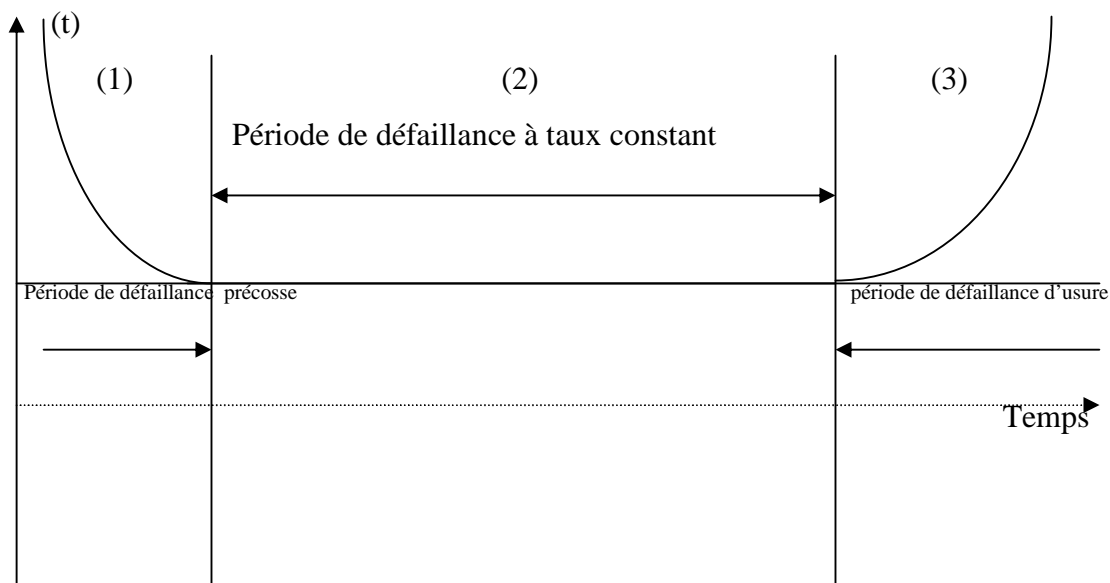 (t)
(1)
(2)
(3)
Période de défaillance à taux constant
Période de défaillance précosse
période de défaillance d’usure
Temps